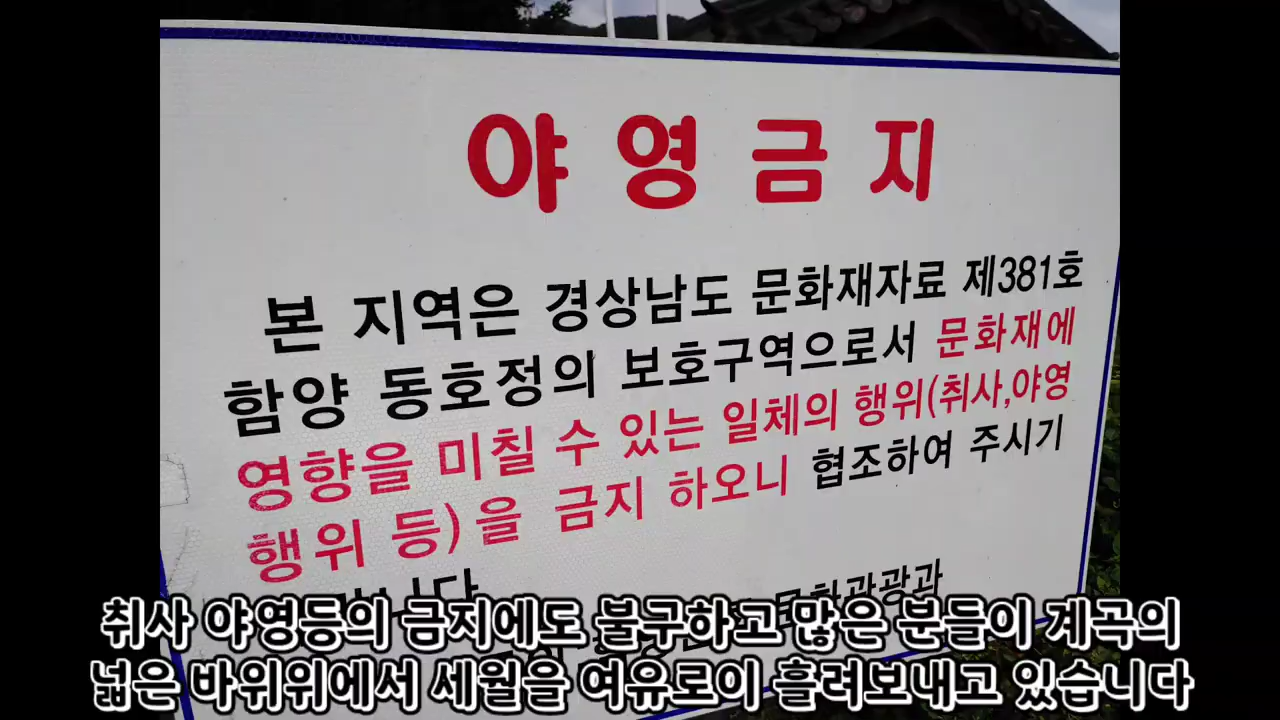 야영금지
본 지역은 경상남도 문화재자료 제381호
함양 동호정의 보호구역으로서 문화재에
영향을 미칠 수 있는 일체의 행위(취사,야영
행위 등)을 금지 하오니 협조하여 주시기
문화관광과
취사 야영등의 금지에도 불구하고 많은 분들이 계곡의
넓은 바위위에서 세월을 여유로이 흘려보내고 있습니다